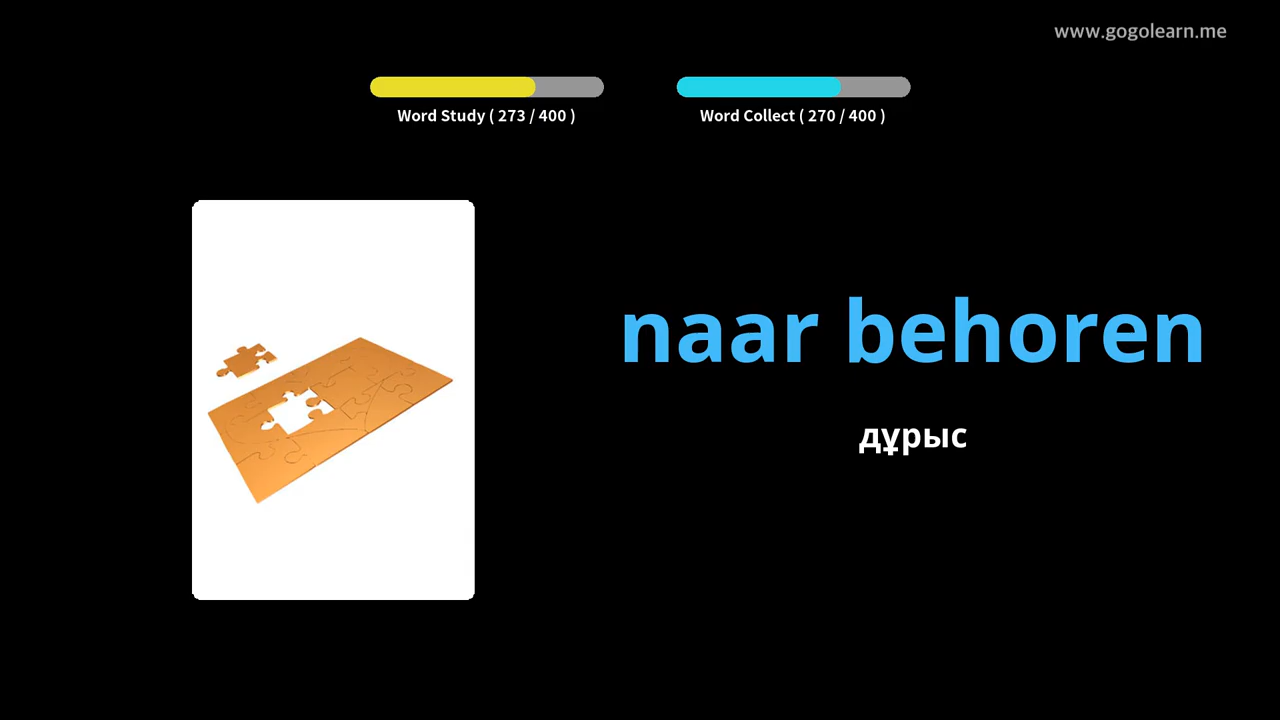 www.gogolearn.me
Word Study ( 273 / 400 )
Word Collect ( 270 / 400 )
naar behoren
дұрыс